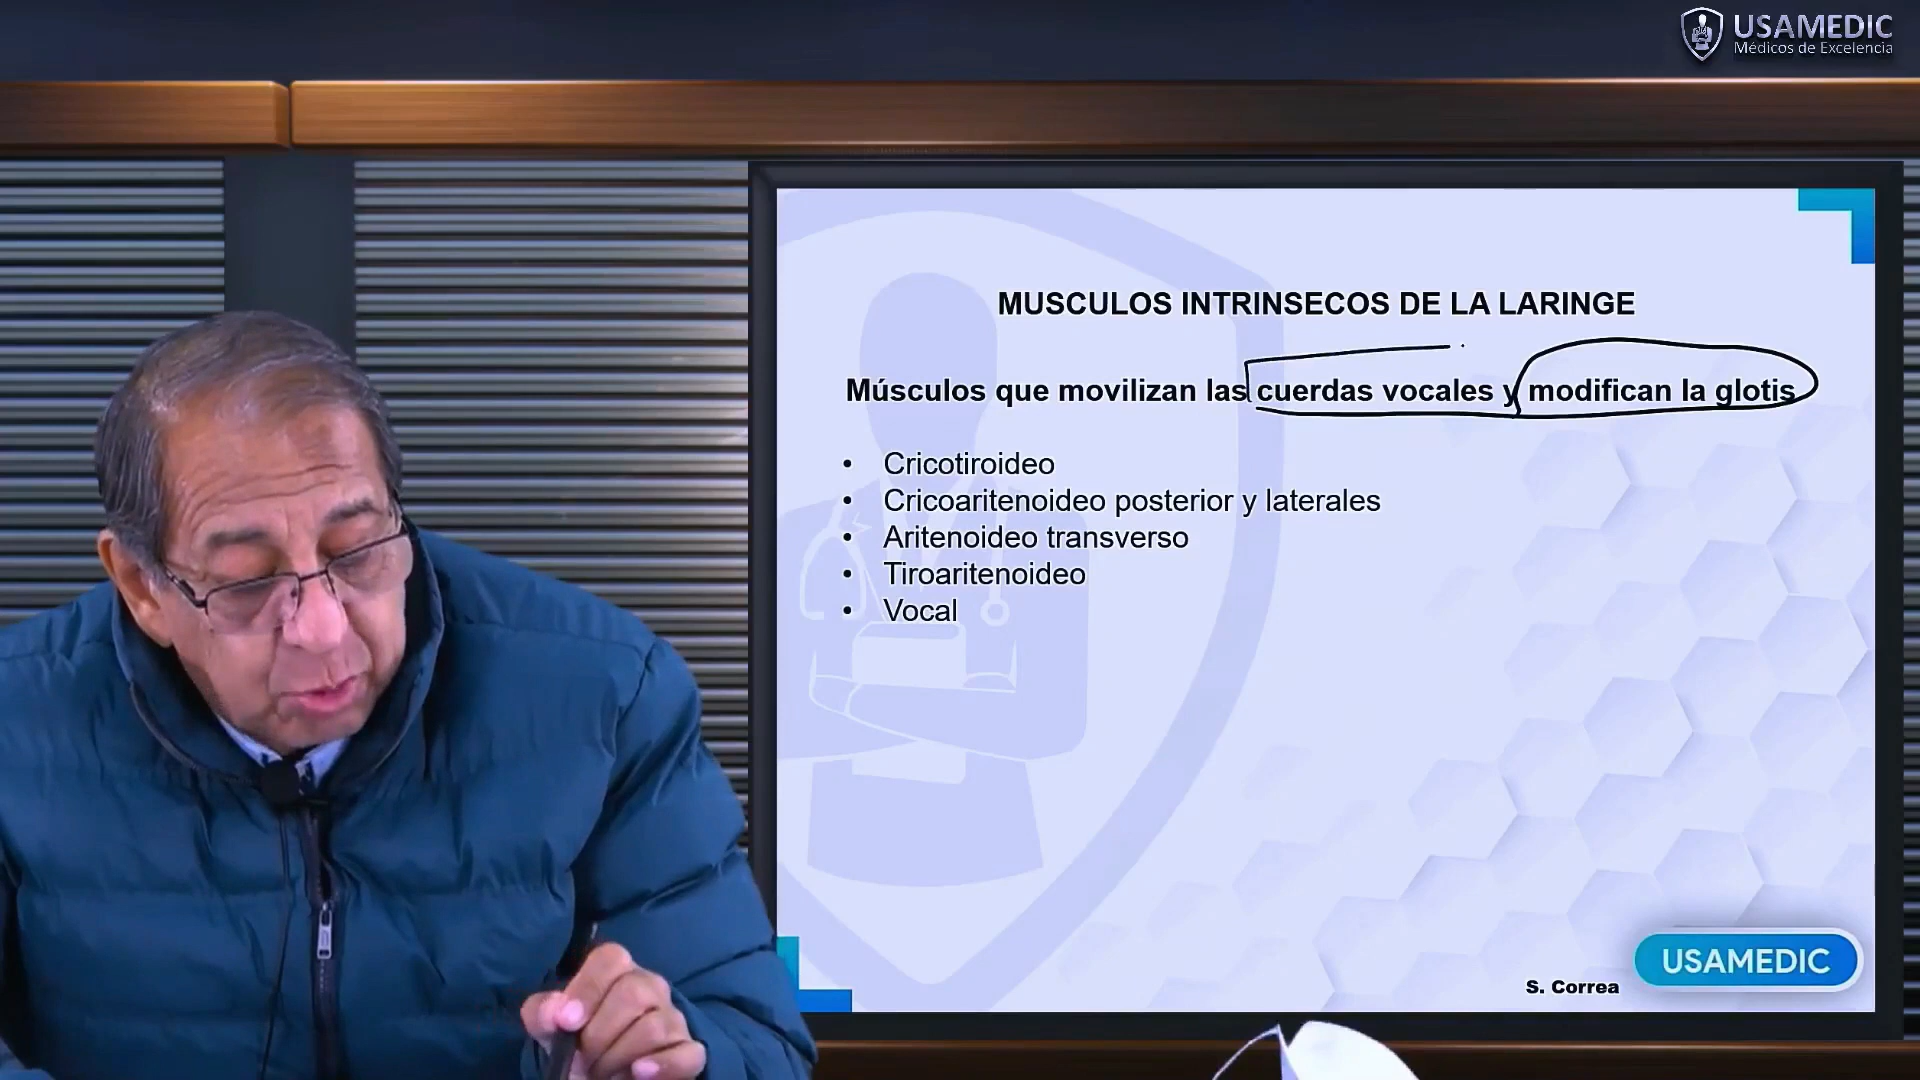 USAMEDIC
Médicos de Excelencia
MUSCULOS INTRINSECOS DE LA LARINGE
Músculos que movilizan las cuerdas vocales y modifican la glotis
• Cricotiroideo
• Cricoaritenoideo posterior y laterales
• Aritenoideo transverso
• Tiroaritenoideo
• Vocal
S. Correa
USAMEDIC